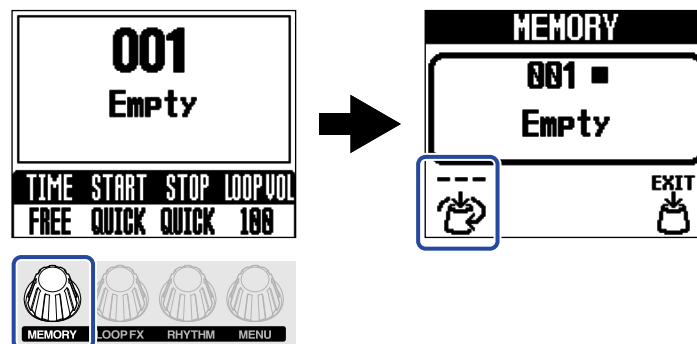 001
Empty
TIME START STOP LOOP VOL
FREE QUICK QUICK 100
MEMORY LOOP FX RHYTHM MENU
MEMORY
001 ■
Empty
---
EXIT